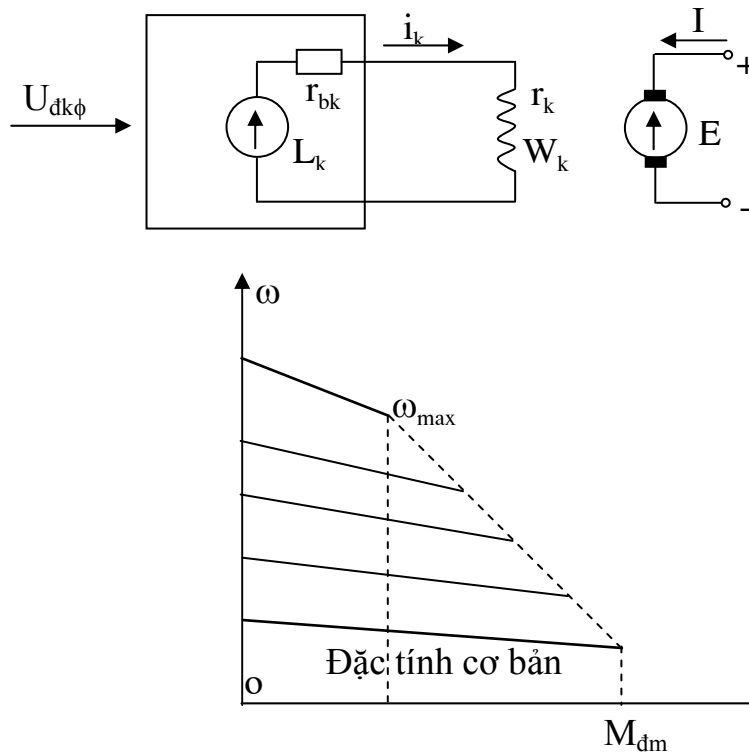 U_đkϕ
i_k
r_bk
L_k
r_k
W_k
I
+
E
−
ω
ω_max
Đặc tính cơ bản
o
M_đm